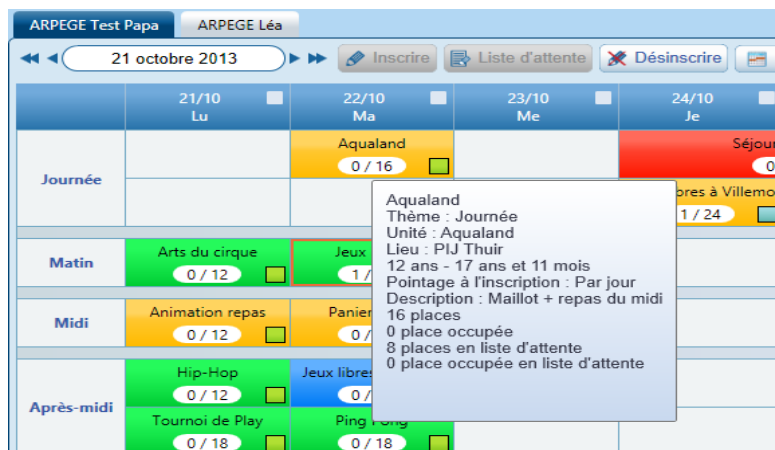 ARPEGE Test Papa ARPEGE Léa
21 octobre 2013 Inscrire Liste d'attente Désinscrire
21/10 22/10 23/10 24/10
Lu Ma Me Je
Journée
Aqualand
0 / 16
Séjou
0
à Villemo
1 / 24
Aqualand
Thème : Journée
Unité : Aqualand
Lieu : PIJ Thuir
12 ans - 17 ans et 11 mois
Pointage à l'inscription : Par jour
Description : Maillot + repas du midi
16 places
0 place occupée
8 places en liste d'attente
0 place occupée en liste d'attente
Matin
Arts du cirque Jeux
0 / 12 1 /
Midi
Animation repas Panier
0 / 12 0 /
Après-midi
Hip-Hop Jeux libres
0 / 12 0 /
Tournoi de Play Ping Pong
0 / 18 0 / 18